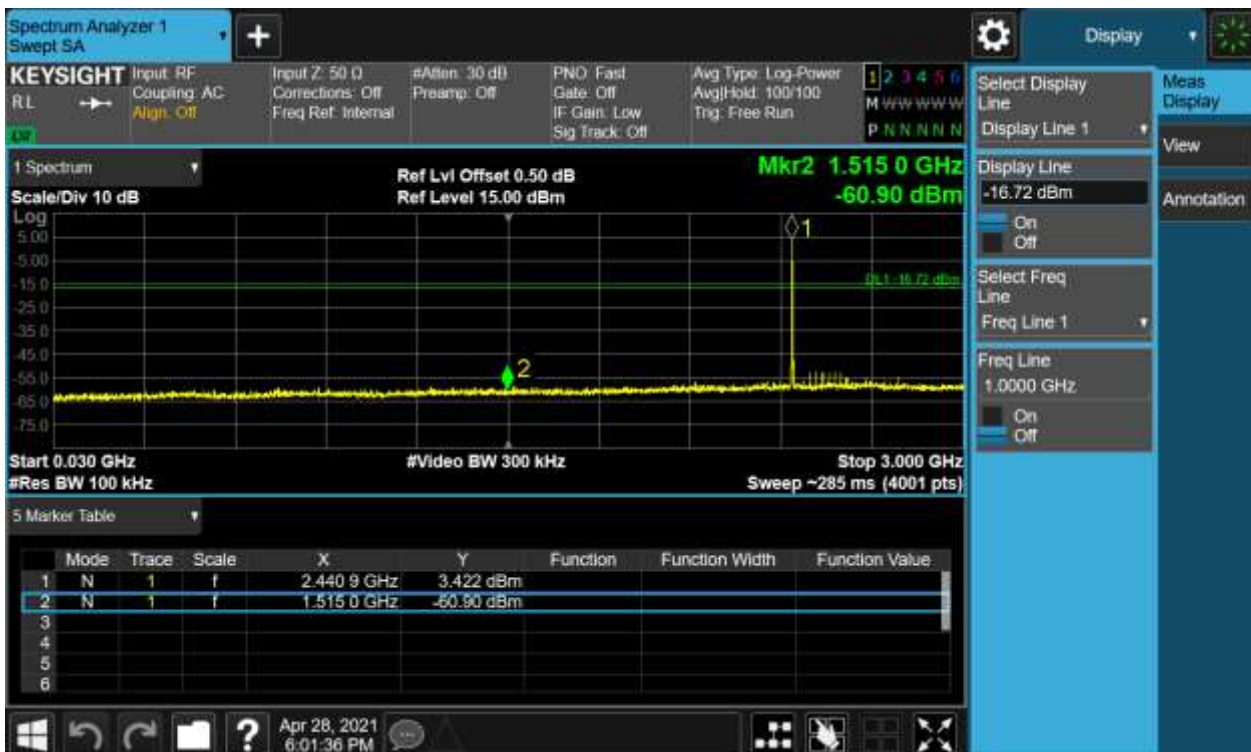 Spectrum Analyzer 1
Swept SA
+
Display
KEYSIGHT
RL
Input: RF
Coupling: AC
Align: Off
Input Z: 50 Ω
Corrections: Off
Freq Ref: Internal
#Atten: 30 dB
Preamp: Off
PNO: Fast
Gate: Off
IF Gain: Low
Sig Track: Off
Avg Type: Log-Power
Avg|Hold: 100/100
Trig: Free Run
1 2 3 4 5 6
M W W W W W
P N N N N N
1 Spectrum
Scale/Div 10 dB
Ref Lvl Offset 0.50 dB
Ref Level 15.00 dBm
Mkr2 1.515 0 GHz
-60.90 dBm
Log
5.00
-5.00
-15.0
-25.0
-35.0
-45.0
-55.0
-65.0
-75.0
1
DL1 -16.72 dBm
2
Start 0.030 GHz
#Video BW 300 kHz
Stop 3.000 GHz
#Res BW 100 kHz
Sweep ~285 ms (4001 pts)
5 Marker Table
Mode Trace Scale X Y Function Function Width Function Value
1 N 1 f 2.440 9 GHz 3.422 dBm
2 N 1 f 1.515 0 GHz -60.90 dBm
3
4
5
6
Select Display
Line
Display Line 1
Display Line
-16.72 dBm
On
Off
Select Freq
Line
Freq Line 1
Freq Line
1.0000 GHz
On
Off
Meas
Display
View
Annotation
?
Apr 28, 2021
6:01:36 PM